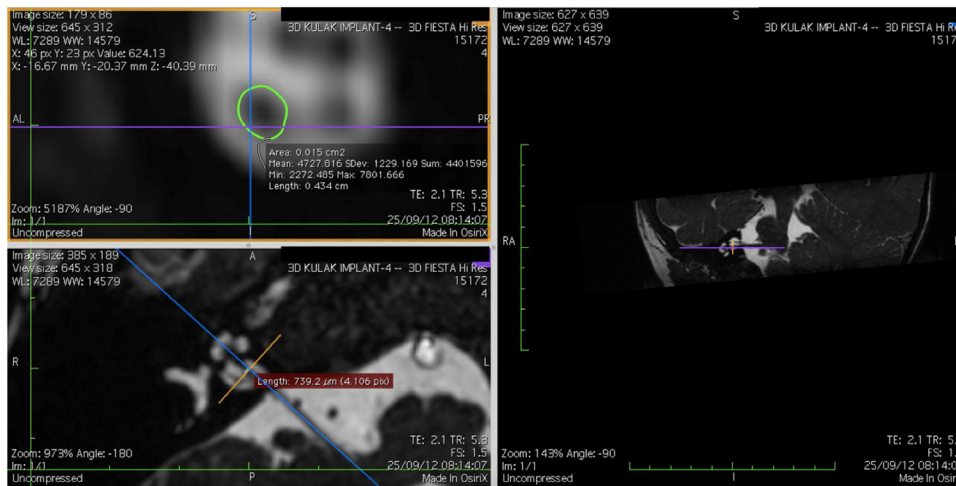 Image size: 179 x 86
View size: 645 x 312
WL: 7289 WW: 14579
X: 46 px Y: 23 px Value: 624.13
X: -16.67 mm Y: -20.37 mm Z: -40.39 mm
S
3D KULAK IMPLANT-4 -- 3D FIESTA Hi Res
15172
4
AL
PR
Area: 0.015 cm2
Mean: 4727.816 SDev: 1229.169 Sum: 4401596
Min: 2272.485 Max: 7801.666
Length: 0.434 cm
Zoom: 5187% Angle: -90
Im: 1/1
Uncompressed
I
TE: 2.1 TR: 5.3
FS: 1.5
25/09/12 08:14:07
Made In OsiriX
Image size: 385 x 189
View size: 645 x 318
WL: 7289 WW: 14579
A
3D KULAK IMPLANT-4 -- 3D FIESTA Hi Res
15172
4
R
L
Length: 739.2 µm (4.106 pix)
Zoom: 973% Angle: -180
Im: 1/1
Uncompressed
P
TE: 2.1 TR: 5.3
FS: 1.5
25/09/12 08:14:07
Made In OsiriX
Image size: 627 x 639
View size: 627 x 639
WL: 7289 WW: 14579
S
3D KULAK IMPLANT-4 -- 3D FIESTA Hi Res
RA
Zoom: 143% Angle: -90
Im: 1/1
Uncompressed
I
TE: 2.1 TR: 5.
25/09/12 08:14:07
Made In OsiriX